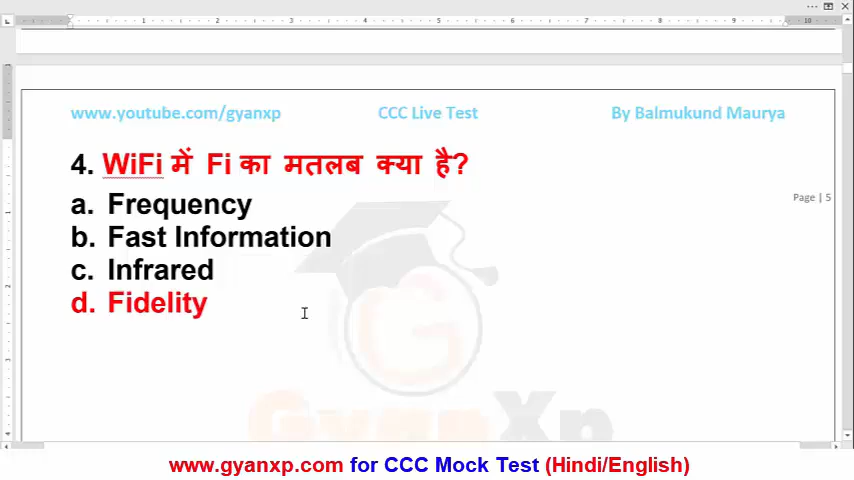 www.youtube.com/gyanxp CCC Live Test By Balmukund Maurya
4. WiFi में Fi का मतलब क्या है?
Page | 5
a. Frequency
b. Fast Information
c. Infrared
d. Fidelity
G
GyanXp
www.gyanxp.com for CCC Mock Test (Hindi/English)